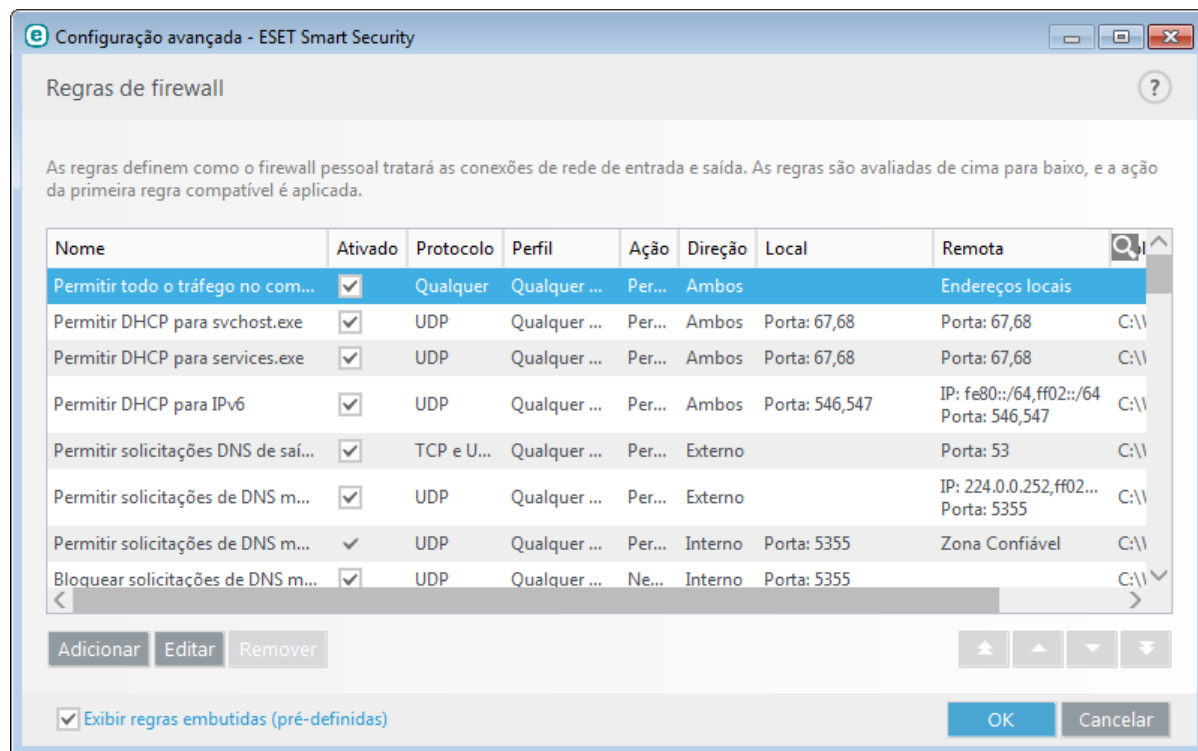 e Configuração avançada - ESET Smart Security
Regras de firewall ?
As regras definem como o firewall pessoal tratará as conexões de rede de entrada e saída. As regras são avaliadas de cima para baixo, e a ação
da primeira regra compatível é aplicada.
Nome Ativado Protocolo Perfil Ação Direção Local Remota
Permitir todo o tráfego no com... Qualquer Qualquer ... Per... Ambos Endereços locais
Permitir DHCP para svchost.exe UDP Qualquer ... Per... Ambos Porta: 67,68 Porta: 67,68 C:\
Permitir DHCP para services.exe UDP Qualquer ... Per... Ambos Porta: 67,68 Porta: 67,68 C:\
Permitir DHCP para IPv6 UDP Qualquer ... Per... Ambos Porta: 546,547 IP: fe80::/64,ff02::/64 C:\
Porta: 546,547
Permitir solicitações DNS de saí... TCP e U... Qualquer ... Per... Externo Porta: 53 C:\
Permitir solicitações de DNS m... UDP Qualquer ... Per... Externo IP: 224.0.0.252,ff02... C:\
Porta: 5355
Permitir solicitações de DNS m... UDP Qualquer ... Per... Interno Porta: 5355 Zona Confiável C:\
Bloquear solicitações de DNS m... UDP Qualquer ... Ne... Interno Porta: 5355 C:\
Adicionar Editar Remover
Exibir regras embutidas (pré-definidas) OK Cancelar